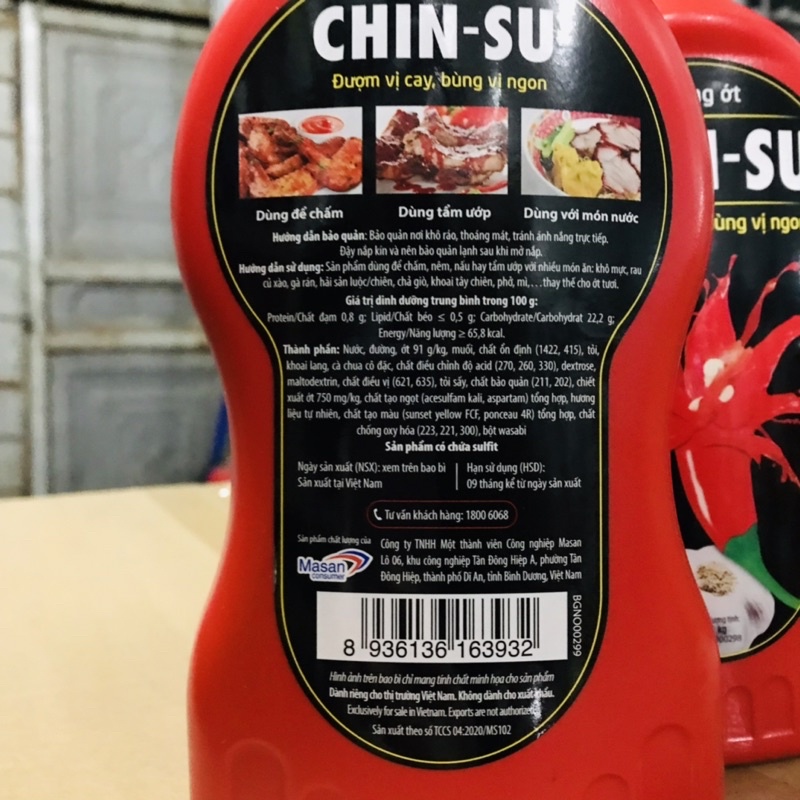 CHIN-SU
Đượm vị cay, bùng vị ngon
Dùng để chấm
Dùng tẩm ướp
Dùng với món nước
Hướng dẫn bảo quản: Bảo quản nơi khô ráo, thoáng mát, tránh ánh nắng trực tiếp.
Đậy nắp kín và nên bảo quản lạnh sau khi mở nắp.
Hướng dẫn sử dụng: Sản phẩm dùng để chấm, nêm, nấu hay tẩm ướp với nhiều món ăn: khô mực, rau
củ xào, gà rán, hải sản luộc/chiên, chả giò, khoai tây chiên, phở, mì,...thay thế cho ớt tươi.
Giá trị dinh dưỡng trung bình trong 100 g:
Protein/Chất đạm 0,8 g; Lipid/Chất béo ≤ 0,5 g; Carbohydrate/Carbohydrat 22,2 g;
Energy/Năng lượng ≥ 65,8 kcal.
Thành phần: Nước, đường, ớt 91 g/kg, muối, chất ổn định (1422, 415), tỏi,
khoai lang, cà chua cô đặc, chất điều chỉnh độ acid (270, 260, 330), dextrose,
maltodextrin, chất điều vị (621, 635), tỏi sấy, chất bảo quản (211, 202), chiết
xuất ớt 750 mg/kg, chất tạo ngọt (acesulfam kali, aspartam) tổng hợp, hương
liệu tự nhiên, chất tạo màu (sunset yellow FCF, ponceau 4R) tổng hợp, chất
chống oxy hóa (223, 221, 300), bột wasabi
Sản phẩm có chứa sulfit
Ngày sản xuất (NSX): xem trên bao bì
Sản xuất tại Việt Nam
Hạn sử dụng (HSD):
09 tháng kể từ ngày sản xuất
Tư vấn khách hàng: 1800 6068
Sản phẩm chất lượng của
Masan
consumer
Công ty TNHH Một thành viên Công nghiệp Masan
Lô 06, khu công nghiệp Tân Đông Hiệp A, phường Tân
Đông Hiệp, thành phố Dĩ An, tỉnh Bình Dương, Việt Nam
BGNO00299
8 936136 163932
Hình ảnh trên bao bì chỉ mang tính chất minh họa cho sản phẩm
Dành riêng cho thị trường Việt Nam. Không dành cho xuất khẩu.
Exclusively for sale in Vietnam. Exports are not authorized.
Sản xuất theo số TCCS 04:2020/MS102
ớt
-SU
ùng vị ngon